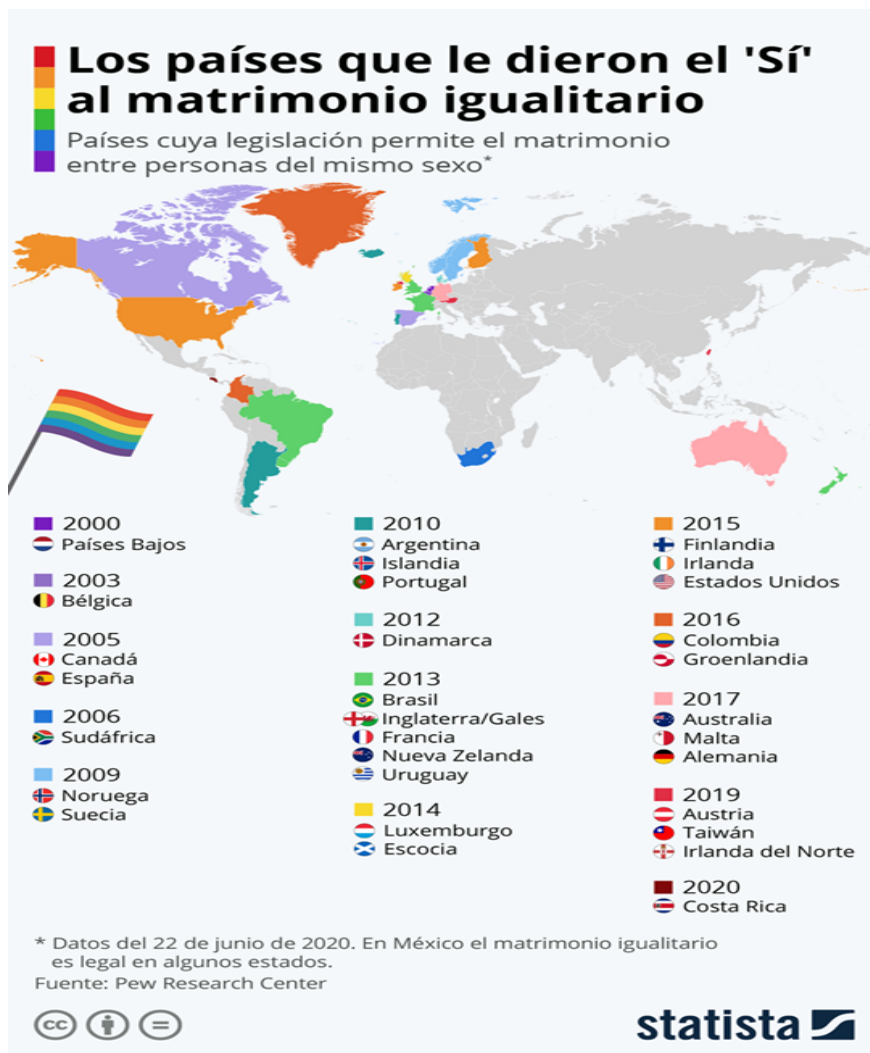 Los países que le dieron el 'Sí'
al matrimonio igualitario
Países cuya legislación permite el matrimonio
entre personas del mismo sexo*
2000
Países Bajos
2003
Bélgica
2005
Canadá
España
2006
Sudáfrica
2009
Noruega
Suecia
2010
Argentina
Islandia
Portugal
2012
Dinamarca
2013
Brasil
Inglaterra/Gales
Francia
Nueva Zelanda
Uruguay
2014
Luxemburgo
Escocia
2015
Finlandia
Irlanda
Estados Unidos
2016
Colombia
Groenlandia
2017
Australia
Malta
Alemania
2019
Austria
Taiwán
Irlanda del Norte
2020
Costa Rica
* Datos del 22 de junio de 2020. En México el matrimonio igualitario
es legal en algunos estados.
Fuente: Pew Research Center
cc
statista